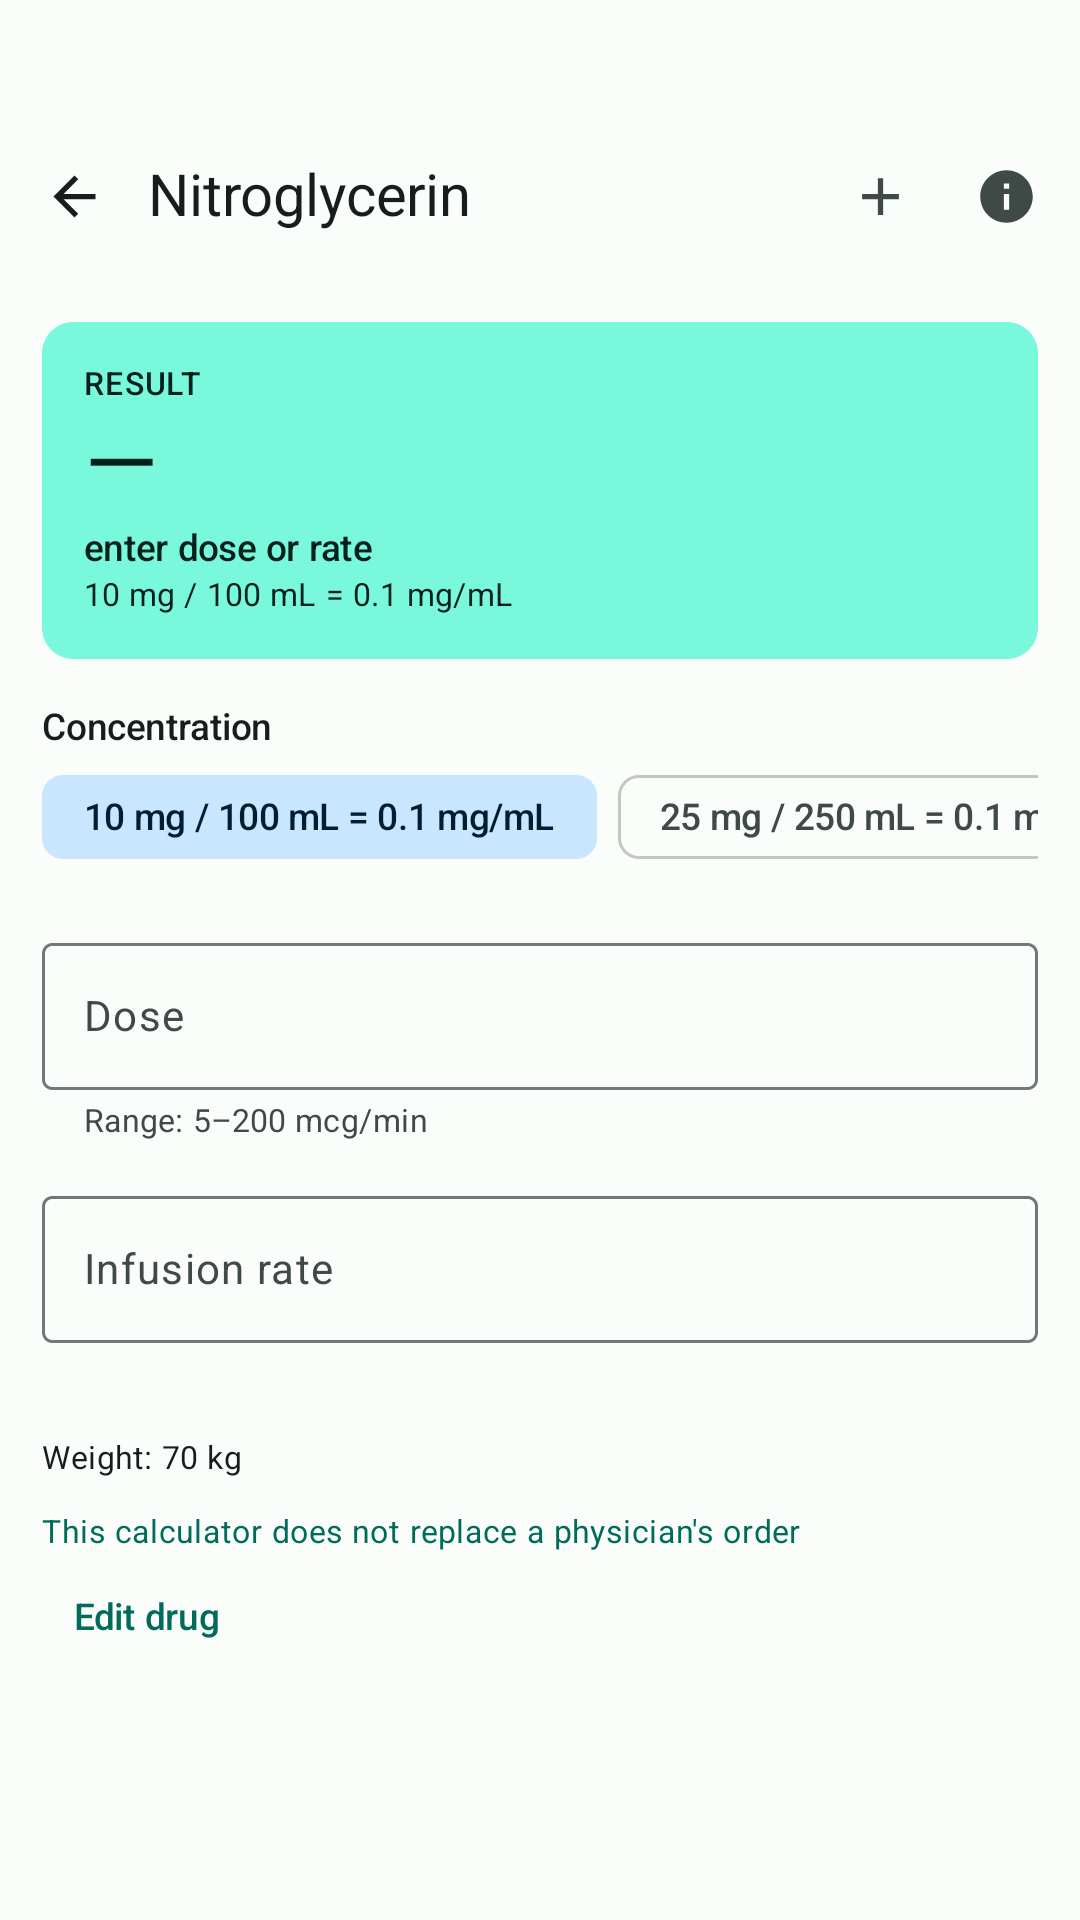 Nitroglycerin
RESULT
—
enter dose or rate
10 mg / 100 mL = 0.1 mg/mL
Concentration
10 mg / 100 mL = 0.1 mg/mL
25 mg / 250 mL = 0.1 m
Dose
Range: 5–200 mcg/min
Infusion rate
Weight: 70 kg
This calculator does not replace a physician's order
Edit drug